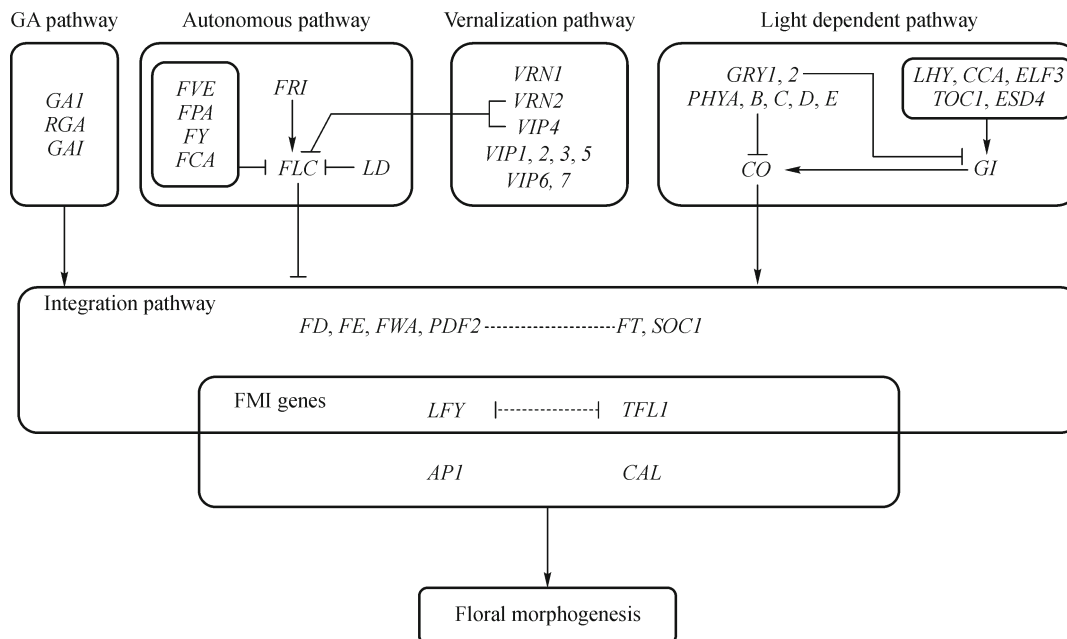 GA pathway
Autonomous pathway
Vernalization pathway
Light dependent pathway
GA1
RGA
GAI
FVE
FPA
FY
FCA
FRI
FLC
LD
VRN1
VRN2
VIP4
VIP1, 2, 3, 5
VIP6, 7
GRY1, 2
PHYA, B, C, D, E
CO
LHY, CCA, ELF3
TOC1, ESD4
GI
Integration pathway
FD, FE, FWA, PDF2
FT, SOC1
FMI genes
LFY
TFL1
AP1
CAL
Floral morphogenesis